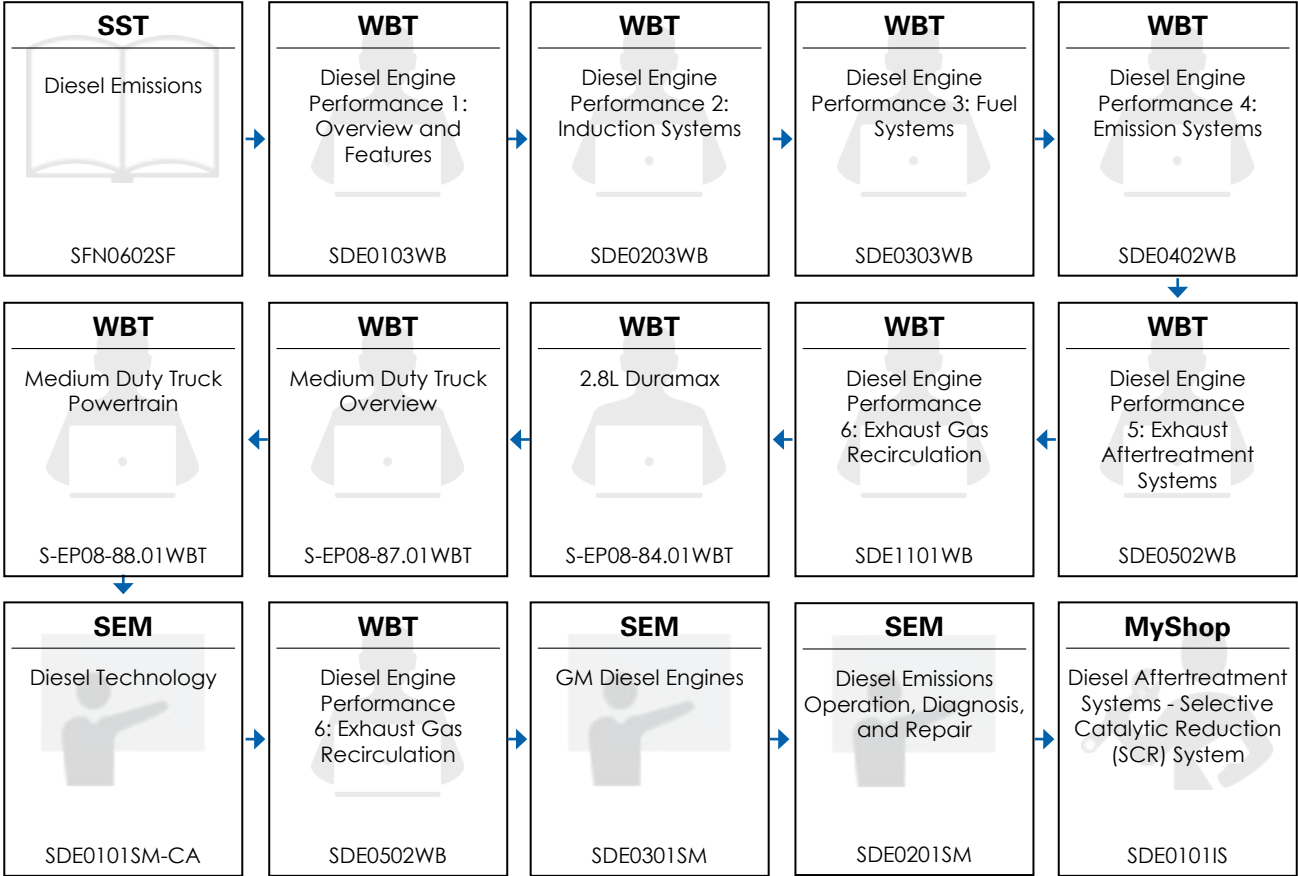 SST
Diesel Emissions
SFN0602SF
WBT
Diesel Engine
Performance 1:
Overview and
Features
SDE0103WB
WBT
Diesel Engine
Performance 2:
Induction Systems
SDE0203WB
WBT
Diesel Engine
Performance 3: Fuel
Systems
SDE0303WB
WBT
Diesel Engine
Performance 4:
Emission Systems
SDE0402WB
WBT
Diesel Engine
Performance
5: Exhaust
Aftertreatment
Systems
SDE0502WB
WBT
Diesel Engine
Performance
6: Exhaust Gas
Recirculation
SDE1101WB
WBT
2.8L Duramax
S-EP08-84.01WBT
WBT
Medium Duty Truck
Overview
S-EP08-87.01WBT
WBT
Medium Duty Truck
Powertrain
S-EP08-88.01WBT
SEM
Diesel Technology
SDE0101SM-CA
WBT
Diesel Engine
Performance
6: Exhaust Gas
Recirculation
SDE0502WB
SEM
GM Diesel Engines
SDE0301SM
SEM
Diesel Emissions
Operation, Diagnosis,
and Repair
SDE0201SM
MyShop
Diesel Aftertreatment
Systems - Selective
Catalytic Reduction
(SCR) System
SDE0101IS